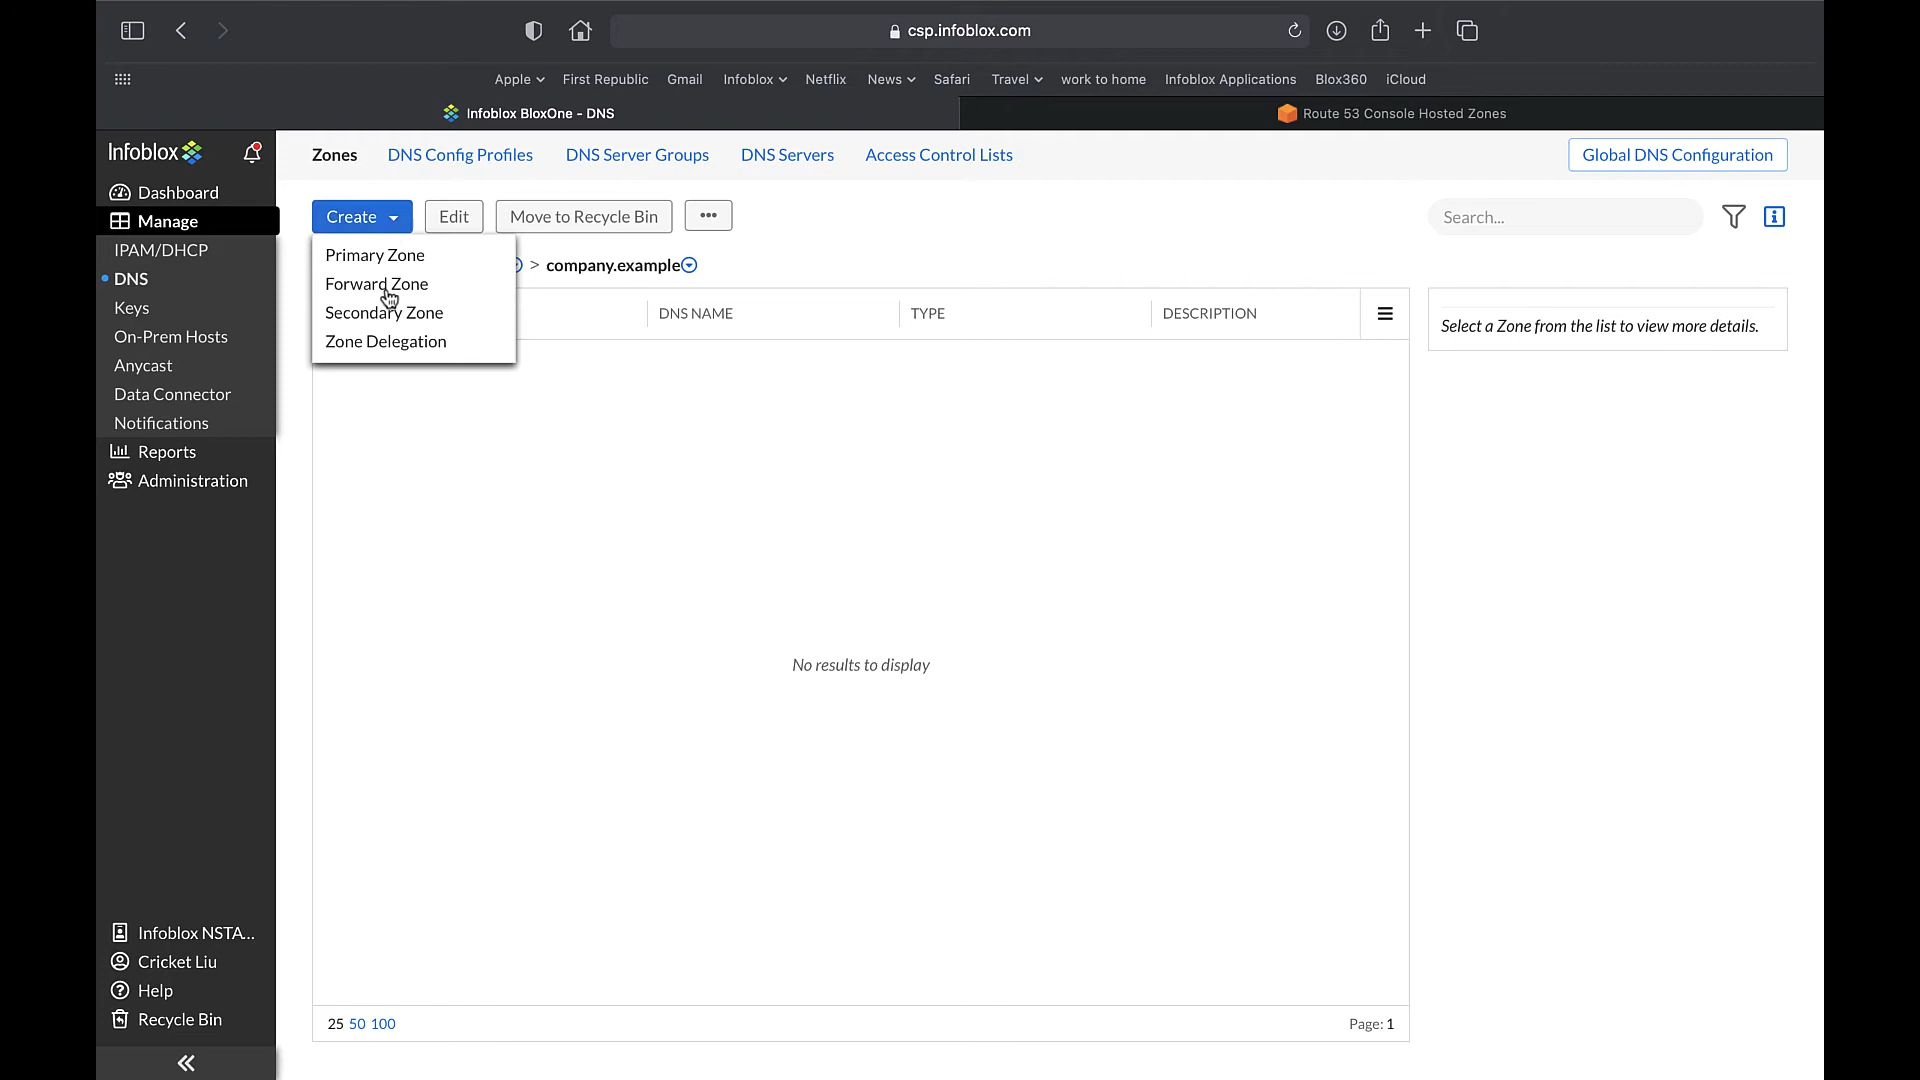 csp.infoblox.com
Apple First Republic Gmail Infoblox Netflix News Safari Travel work to home Infoblox Applications Blox360 iCloud
Infoblox BloxOne - DNS
Route 53 Console Hosted Zones
Infoblox
Dashboard
Manage
IPAM/DHCP
DNS
Keys
On-Prem Hosts
Anycast
Data Connector
Notifications
Reports
Administration
Infoblox NSTA...
Cricket Liu
Help
Recycle Bin
Zones DNS Config Profiles DNS Server Groups DNS Servers Access Control Lists
Global DNS Configuration
Create Edit Move to Recycle Bin •••
Search...
Primary Zone
Forward Zone
Secondary Zone
Zone Delegation
> company.example
DNS NAME TYPE DESCRIPTION
No results to display
Select a Zone from the list to view more details.
25 50 100
Page: 1